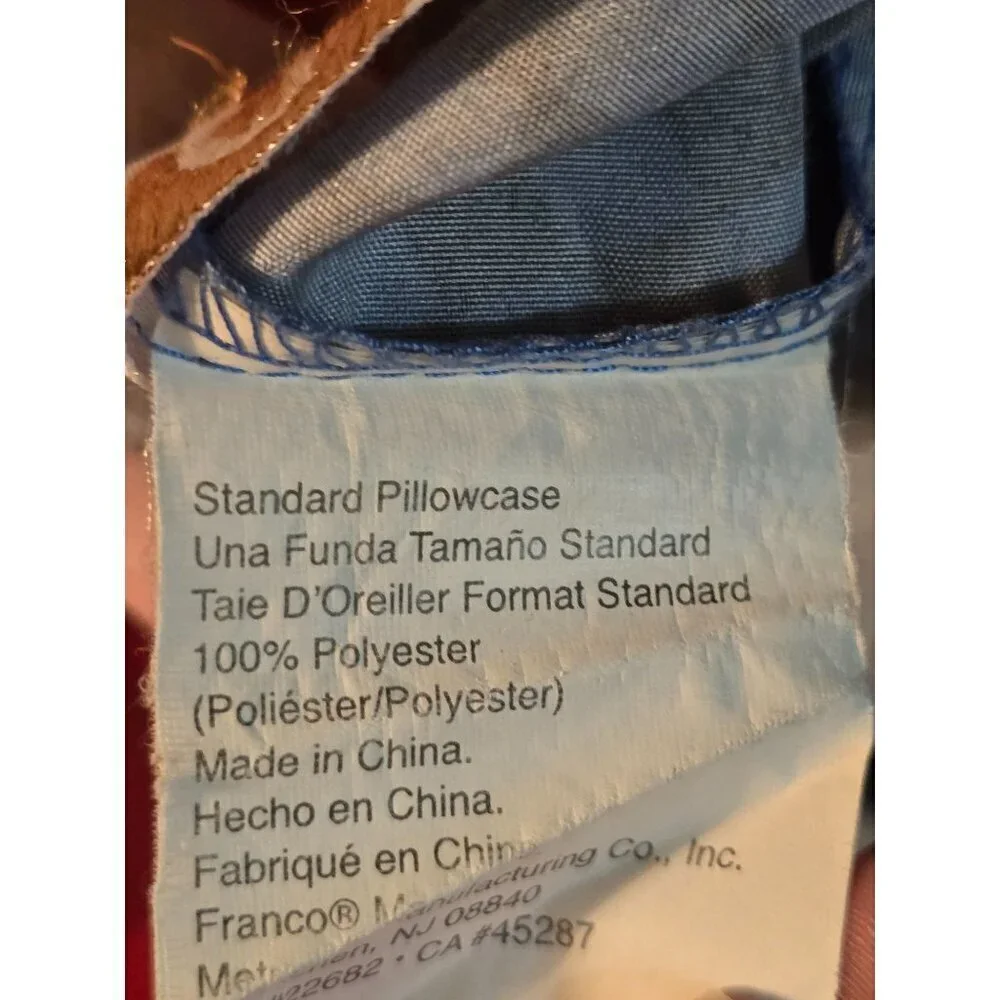 Standard Pillowcase
Una Funda Tamaño Standard
Taie D'Oreiller Format Standard
100% Polyester
(Poliéster/Polyester)
Made in China.
Hecho en China.
Fabriqué en
Franco® Manufacturing Co., Inc.
NJ 08840
CA #45287